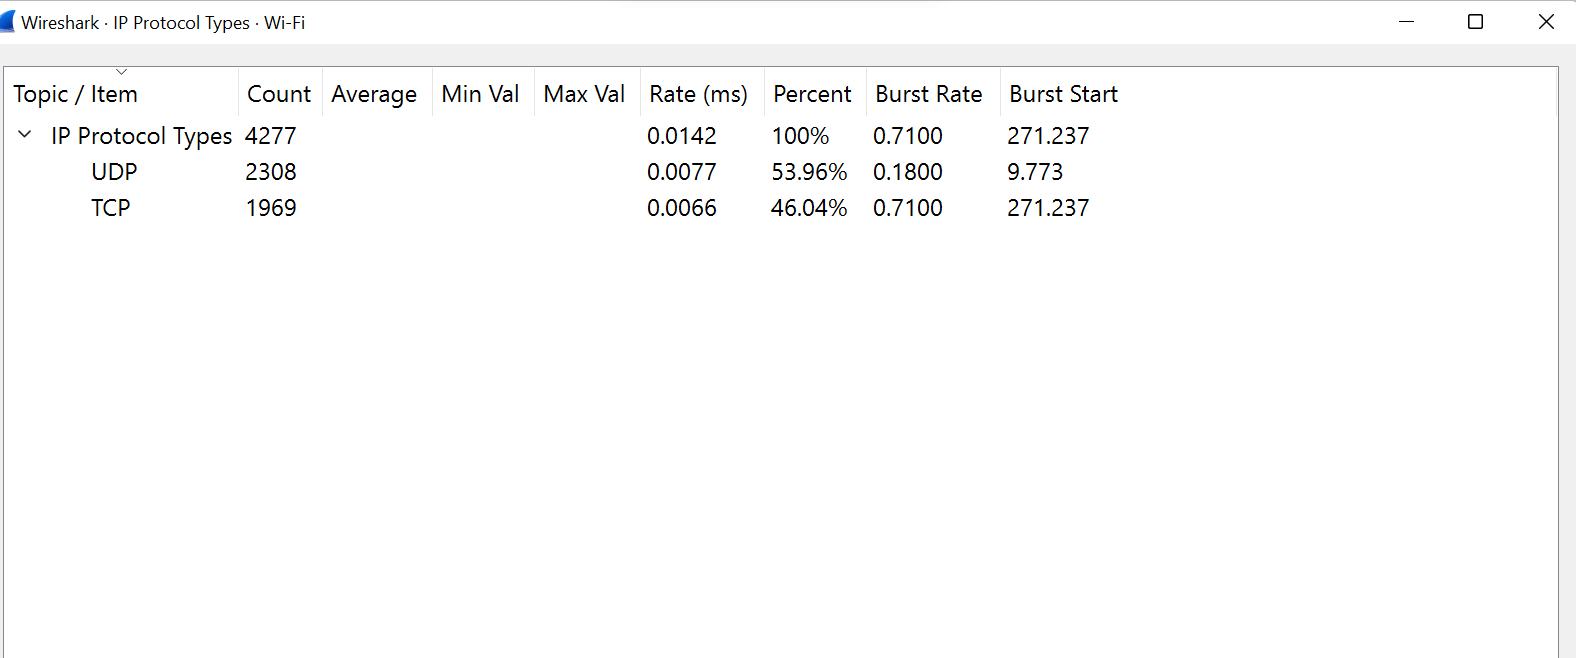 Wireshark · IP Protocol Types · Wi-Fi
Topic / Item Count Average Min Val Max Val Rate (ms) Percent Burst Rate Burst Start
IP Protocol Types 4277 0.0142 100% 0.7100 271.237
UDP 2308 0.0077 53.96% 0.1800 9.773
TCP 1969 0.0066 46.04% 0.7100 271.237